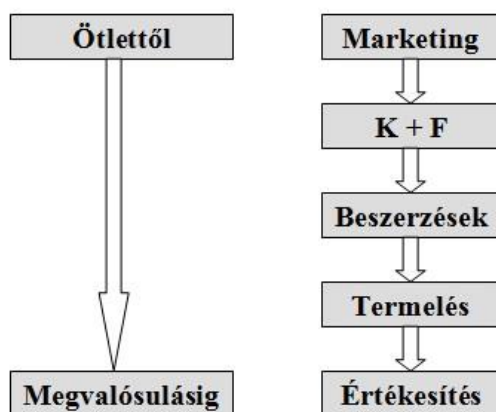 Ötlettől
Megvalósulásig
Marketing
K + F
Beszerzések
Termelés
Értékesítés